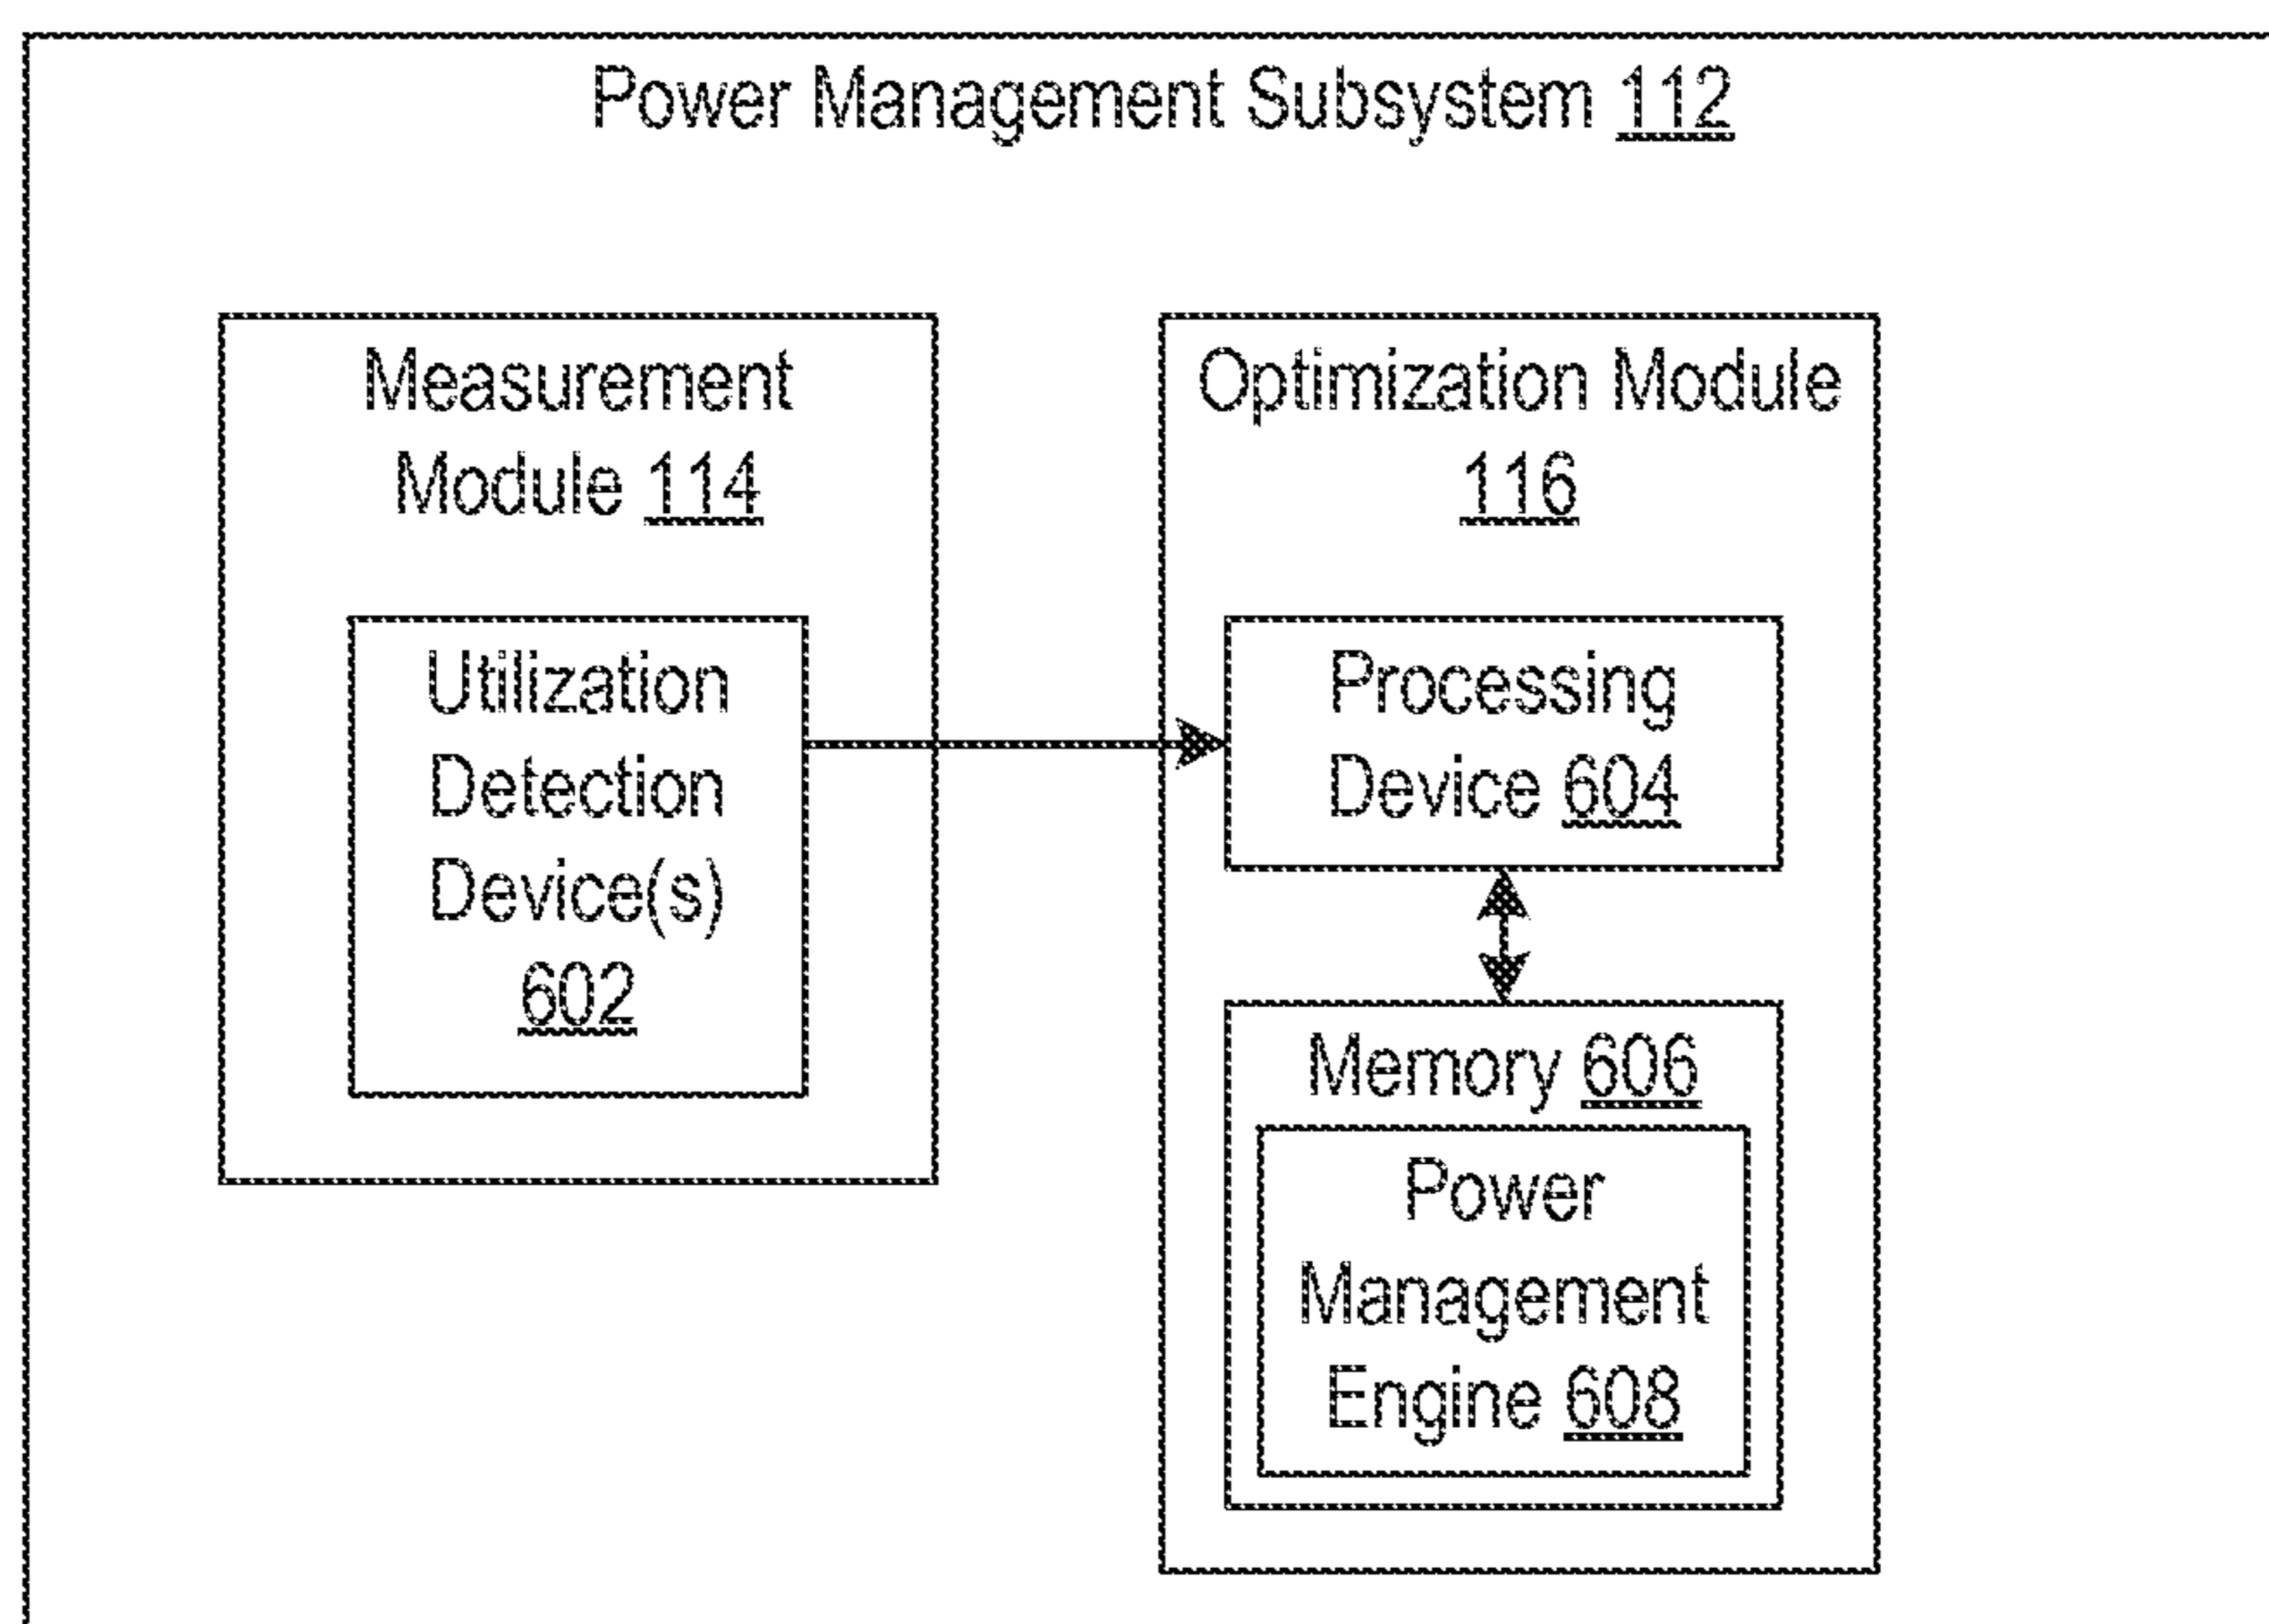 Power Management Subsystem 112
Measurement
Module 114
Utilization
Detection
Device(s)
602
Optimization Module
116
Processing
Device 604
Memory 606
Power
Management
Engine 608